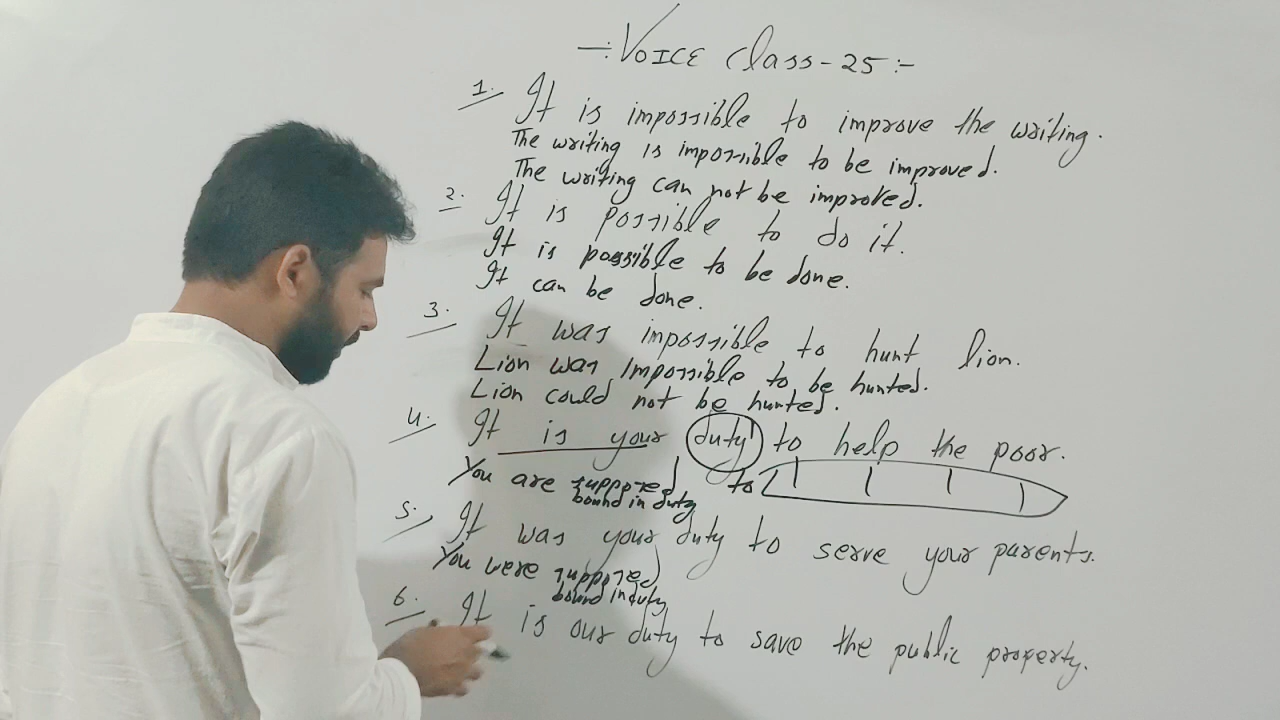 -: VOICE Class-25 :-
1. It is impossible to improve the writing.
The writing is impossible to be improved.
The writing can not be improved.
2. It is possible to do it.
It is possible to be done.
It can be done.
3. It was impossible to hunt lion.
Lion was Impossible to be hunted.
Lion could not be hunted.
4. It is your duty to help the poor.
You are supposed to
bound in duty
5. It was your duty to serve your parents.
You were supposed
bound in duty
6. It is our duty to save the public property.